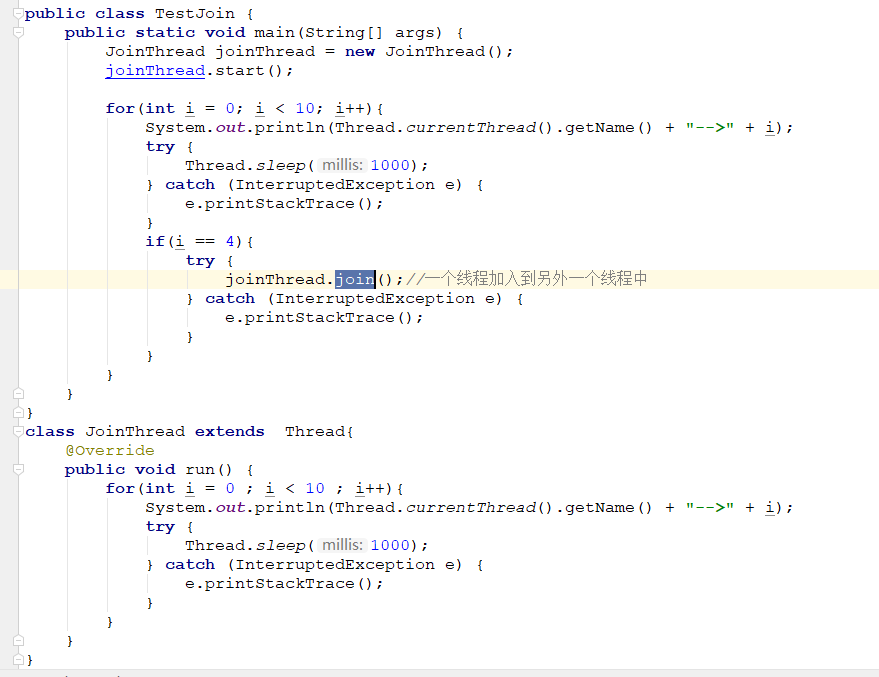 public class TestJoin {
    public static void main(String[] args) {
        JoinThread joinThread = new JoinThread();
        joinThread.start();

        for(int i = 0; i < 10; i++){
            System.out.println(Thread.currentThread().getName() + "-->" + i);
            try {
                Thread.sleep( millis: 1000);
            } catch (InterruptedException e) {
                e.printStackTrace();
            }
            if(i == 4){
                try {
                    joinThread.join();//一个线程加入到另外一个线程中
                } catch (InterruptedException e) {
                    e.printStackTrace();
                }
            }
        }
    }
}
class JoinThread extends  Thread{
    @Override
    public void run() {
        for(int i = 0 ; i < 10 ; i++){
            System.out.println(Thread.currentThread().getName() + "-->" + i);
            try {
                Thread.sleep( millis: 1000);
            } catch (InterruptedException e) {
                e.printStackTrace();
            }
        }
    }
}